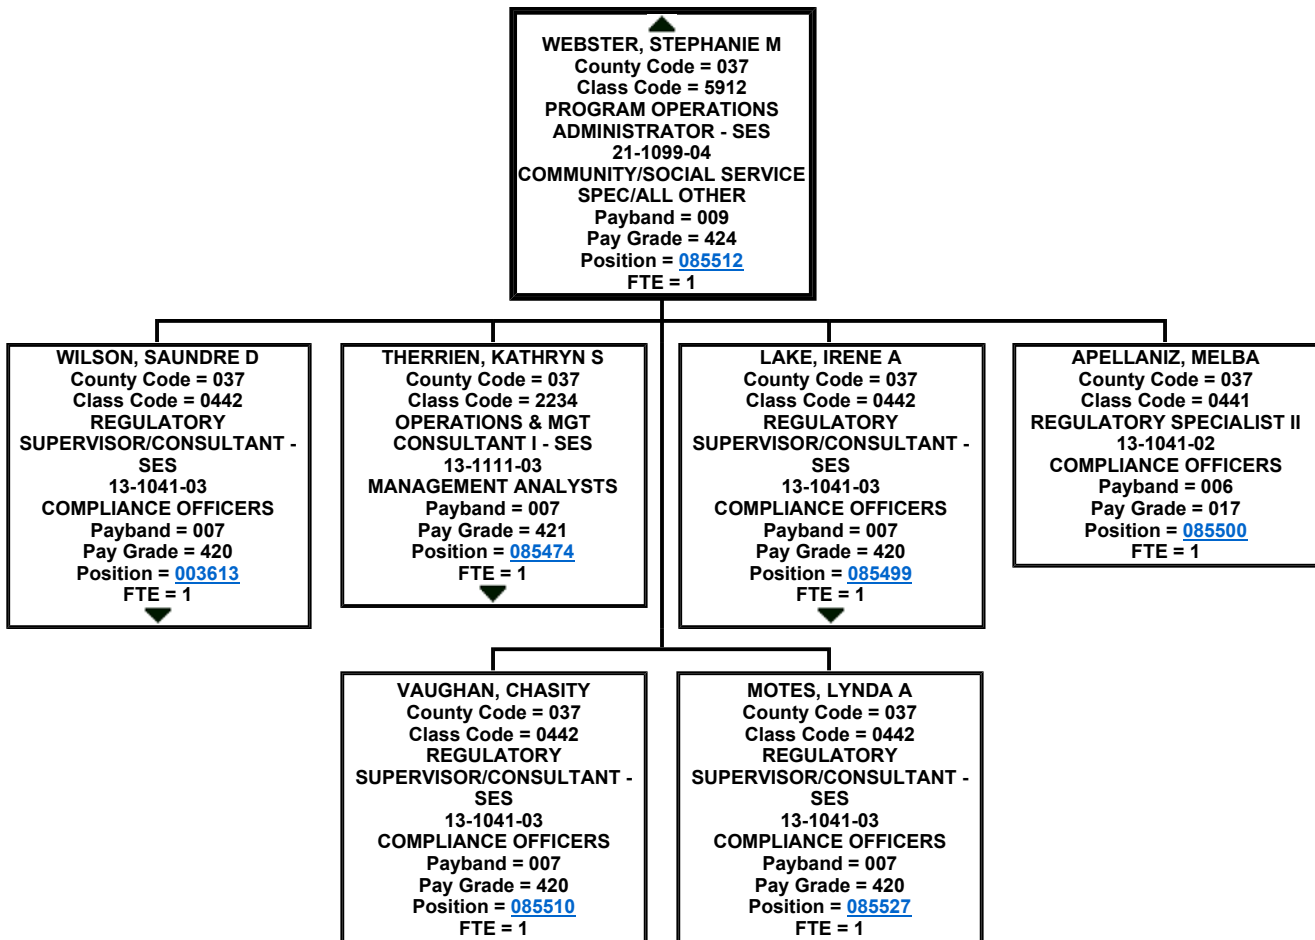 WEBSTER, STEPHANIE M
County Code = 037
Class Code = 5912
PROGRAM OPERATIONS
ADMINISTRATOR - SES
21-1099-04
COMMUNITY/SOCIAL SERVICE
SPEC/ALL OTHER
Payband = 009
Pay Grade = 424
Position = 085512
FTE = 1
WILSON, SAUNDRE D
County Code = 037
Class Code = 0442
REGULATORY
SUPERVISOR/CONSULTANT -
SES
13-1041-03
COMPLIANCE OFFICERS
Payband = 007
Pay Grade = 420
Position = 003613
FTE = 1
THERRIEN, KATHRYN S
County Code = 037
Class Code = 2234
OPERATIONS & MGT
CONSULTANT I - SES
13-1111-03
MANAGEMENT ANALYSTS
Payband = 007
Pay Grade = 421
Position = 085474
FTE = 1
LAKE, IRENE A
County Code = 037
Class Code = 0442
REGULATORY
SUPERVISOR/CONSULTANT -
SES
13-1041-03
COMPLIANCE OFFICERS
Payband = 007
Pay Grade = 420
Position = 085499
FTE = 1
APELLANIZ, MELBA
County Code = 037
Class Code = 0441
REGULATORY SPECIALIST II
13-1041-02
COMPLIANCE OFFICERS
Payband = 006
Pay Grade = 017
Position = 085500
FTE = 1
VAUGHAN, CHASITY
County Code = 037
Class Code = 0442
REGULATORY
SUPERVISOR/CONSULTANT -
SES
13-1041-03
COMPLIANCE OFFICERS
Payband = 007
Pay Grade = 420
Position = 085510
FTE = 1
MOTES, LYNDA A
County Code = 037
Class Code = 0442
REGULATORY
SUPERVISOR/CONSULTANT -
SES
13-1041-03
COMPLIANCE OFFICERS
Payband = 007
Pay Grade = 420
Position = 085527
FTE = 1